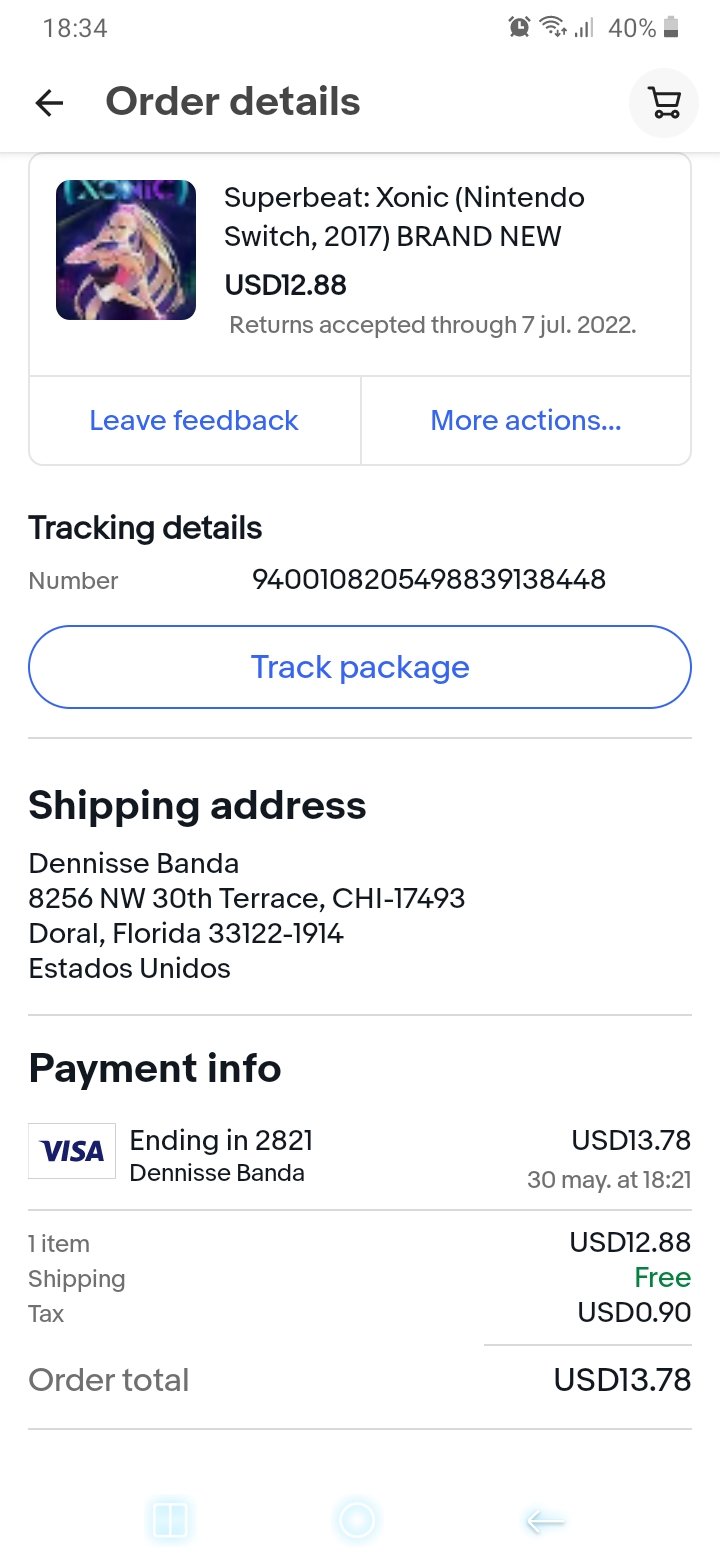 18:34
40%
Order details
XONIC
Superbeat: Xonic (Nintendo
Switch, 2017) BRAND NEW
USD12.88
Returns accepted through 7 jul. 2022.
Leave feedback
More actions...
Tracking details
Number 9400108205498839138448
Track package
Shipping address
Dennisse Banda
8256 NW 30th Terrace, CHI-17493
Doral, Florida 33122-1914
Estados Unidos
Payment info
VISA
Ending in 2821 USD13.78
Dennisse Banda 30 may. at 18:21
1 item USD12.88
Shipping Free
Tax USD0.90
Order total USD13.78